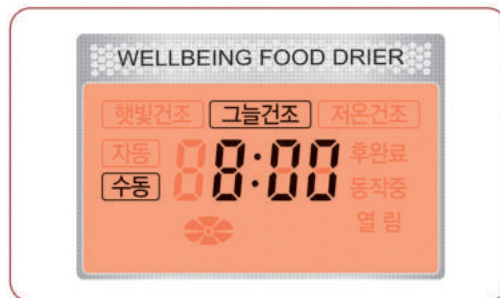 WELLBEING FOOD DRIER
햇빛건조 그늘건조 저온건조
자동 8:00 후완료
수동 동작중
열림